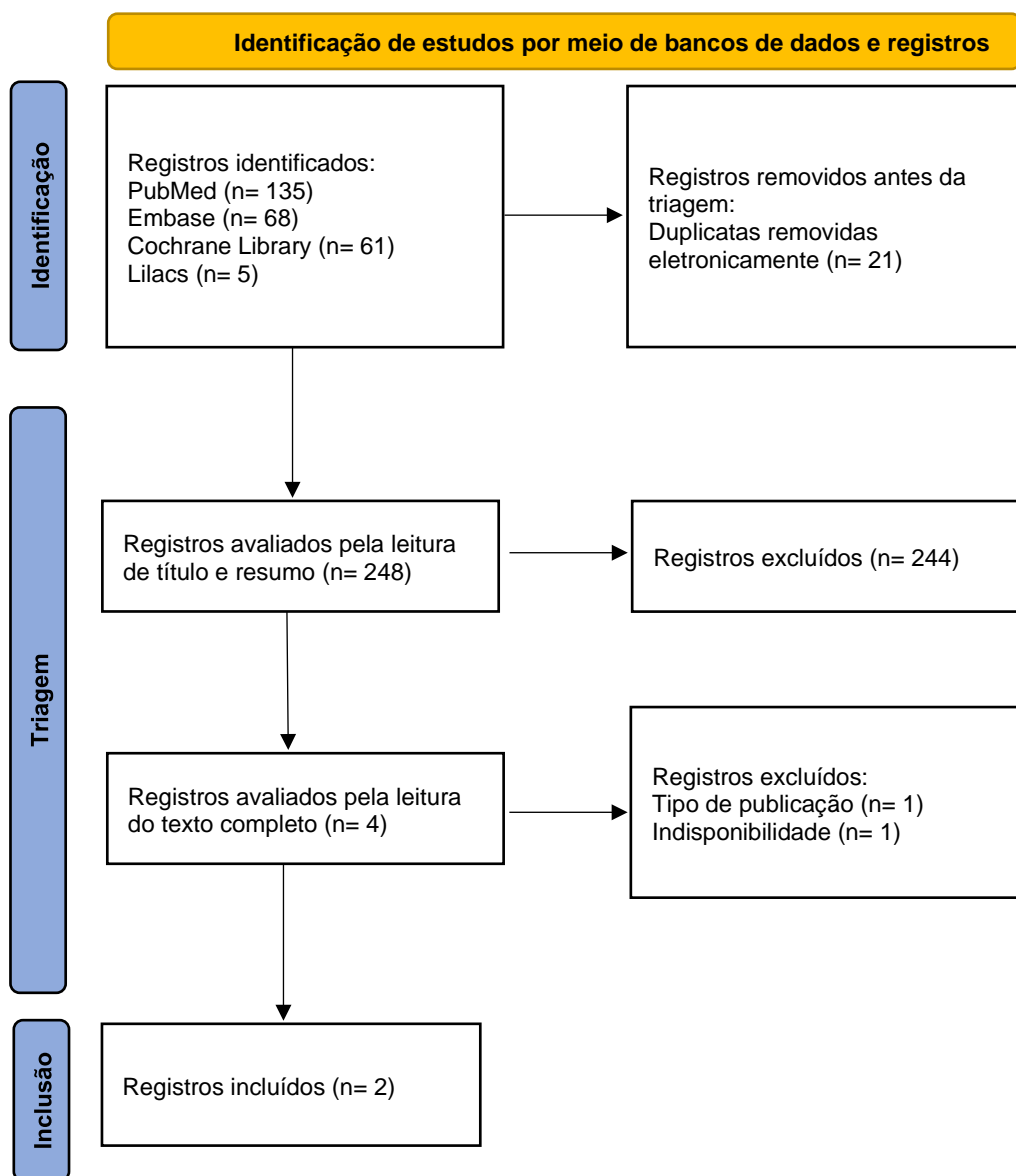 Identificação de estudos por meio de bancos de dados e registros
Identificação
Registros identificados:
PubMed (n= 135)
Embase (n= 68)
Cochrane Library (n= 61)
Lilacs (n= 5)
Registros removidos antes da
triagem:
Duplicatas removidas
eletronicamente (n= 21)
Triagem
Registros avaliados pela leitura
de título e resumo (n= 248)
Registros excluídos (n= 244)
Registros avaliados pela leitura
do texto completo (n= 4)
Registros excluídos:
Tipo de publicação (n= 1)
Indisponibilidade (n= 1)
Inclusão
Registros incluídos (n= 2)